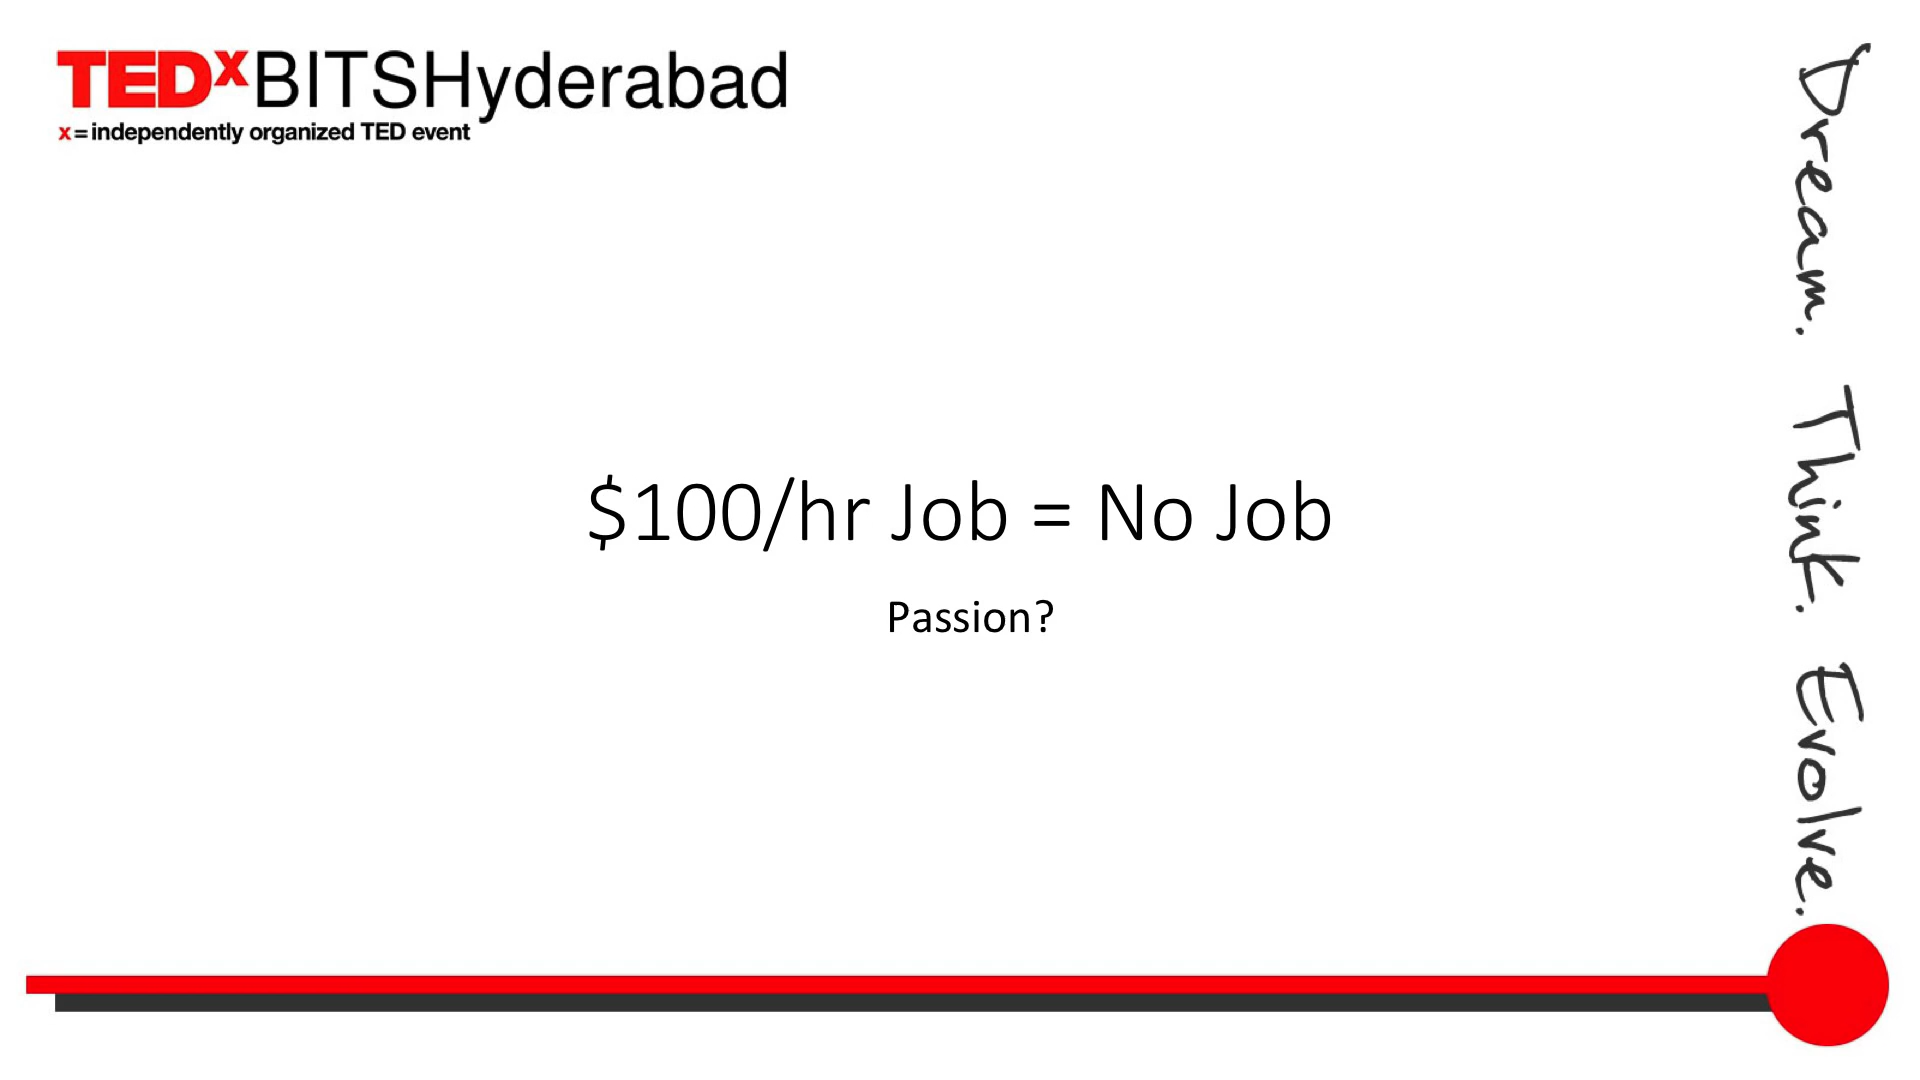 TEDxBITSHyderabad
x=independently organized TED event
$100/hr Job = No Job
Passion?
Dream. Think. Evolve.